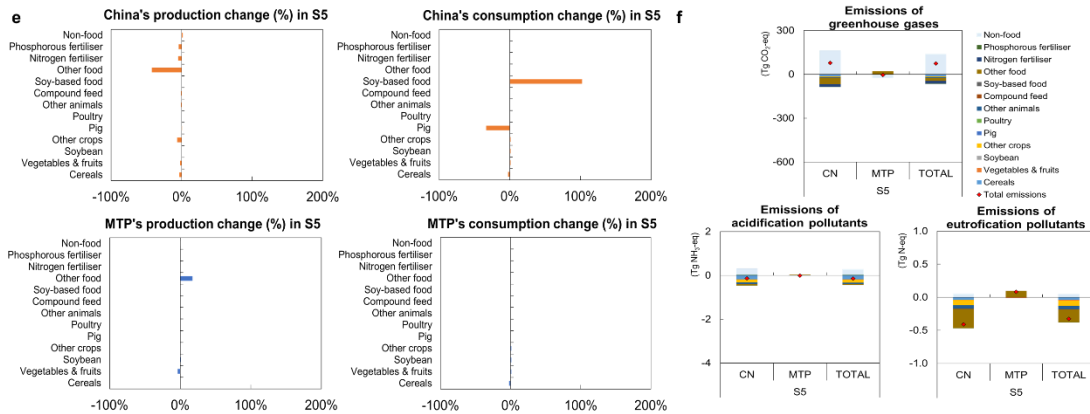 e
China's production change (%) in S5
Non-food
Phosphorous fertiliser
Nitrogen fertiliser
Other food
Soy-based food
Compound feed
Other animals
Poultry
Pig
Other crops
Soybean
Vegetables & fruits
Cereals
-100% 0% 100% 200%
China's consumption change (%) in S5
Non-food
Phosphorous fertiliser
Nitrogen fertiliser
Other food
Soy-based food
Compound feed
Other animals
Poultry
Pig
Other crops
Soybean
Vegetables & fruits
Cereals
-100% 0% 100% 200%
MTP's production change (%) in S5
Non-food
Phosphorous fertiliser
Nitrogen fertiliser
Other food
Soy-based food
Compound feed
Other animals
Poultry
Pig
Other crops
Soybean
Vegetables & fruits
Cereals
-100% 0% 100% 200%
MTP's consumption change (%) in S5
Non-food
Phosphorous fertiliser
Nitrogen fertiliser
Other food
Soy-based food
Compound feed
Other animals
Poultry
Pig
Other crops
Soybean
Vegetables & fruits
Cereals
-100% 0% 100% 200%
f
Emissions of
greenhouse gases
(Tg CO₂-eq)
300
0
-300
-600
CN MTP TOTAL
S5
Non-food
Phosphorous fertiliser
Nitrogen fertiliser
Other food
Soy-based food
Compound feed
Other animals
Poultry
Pig
Other crops
Soybean
Vegetables & fruits
Cereals
Total emissions
Emissions of
acidification pollutants
(Tg NH₃-eq)
2
0
-2
-4
CN MTP TOTAL
S5
Emissions of
eutrofication pollutants
(Tg N-eq)
1.0
0.5
0.0
-0.5
-1.0
CN MTP TOTAL
S5